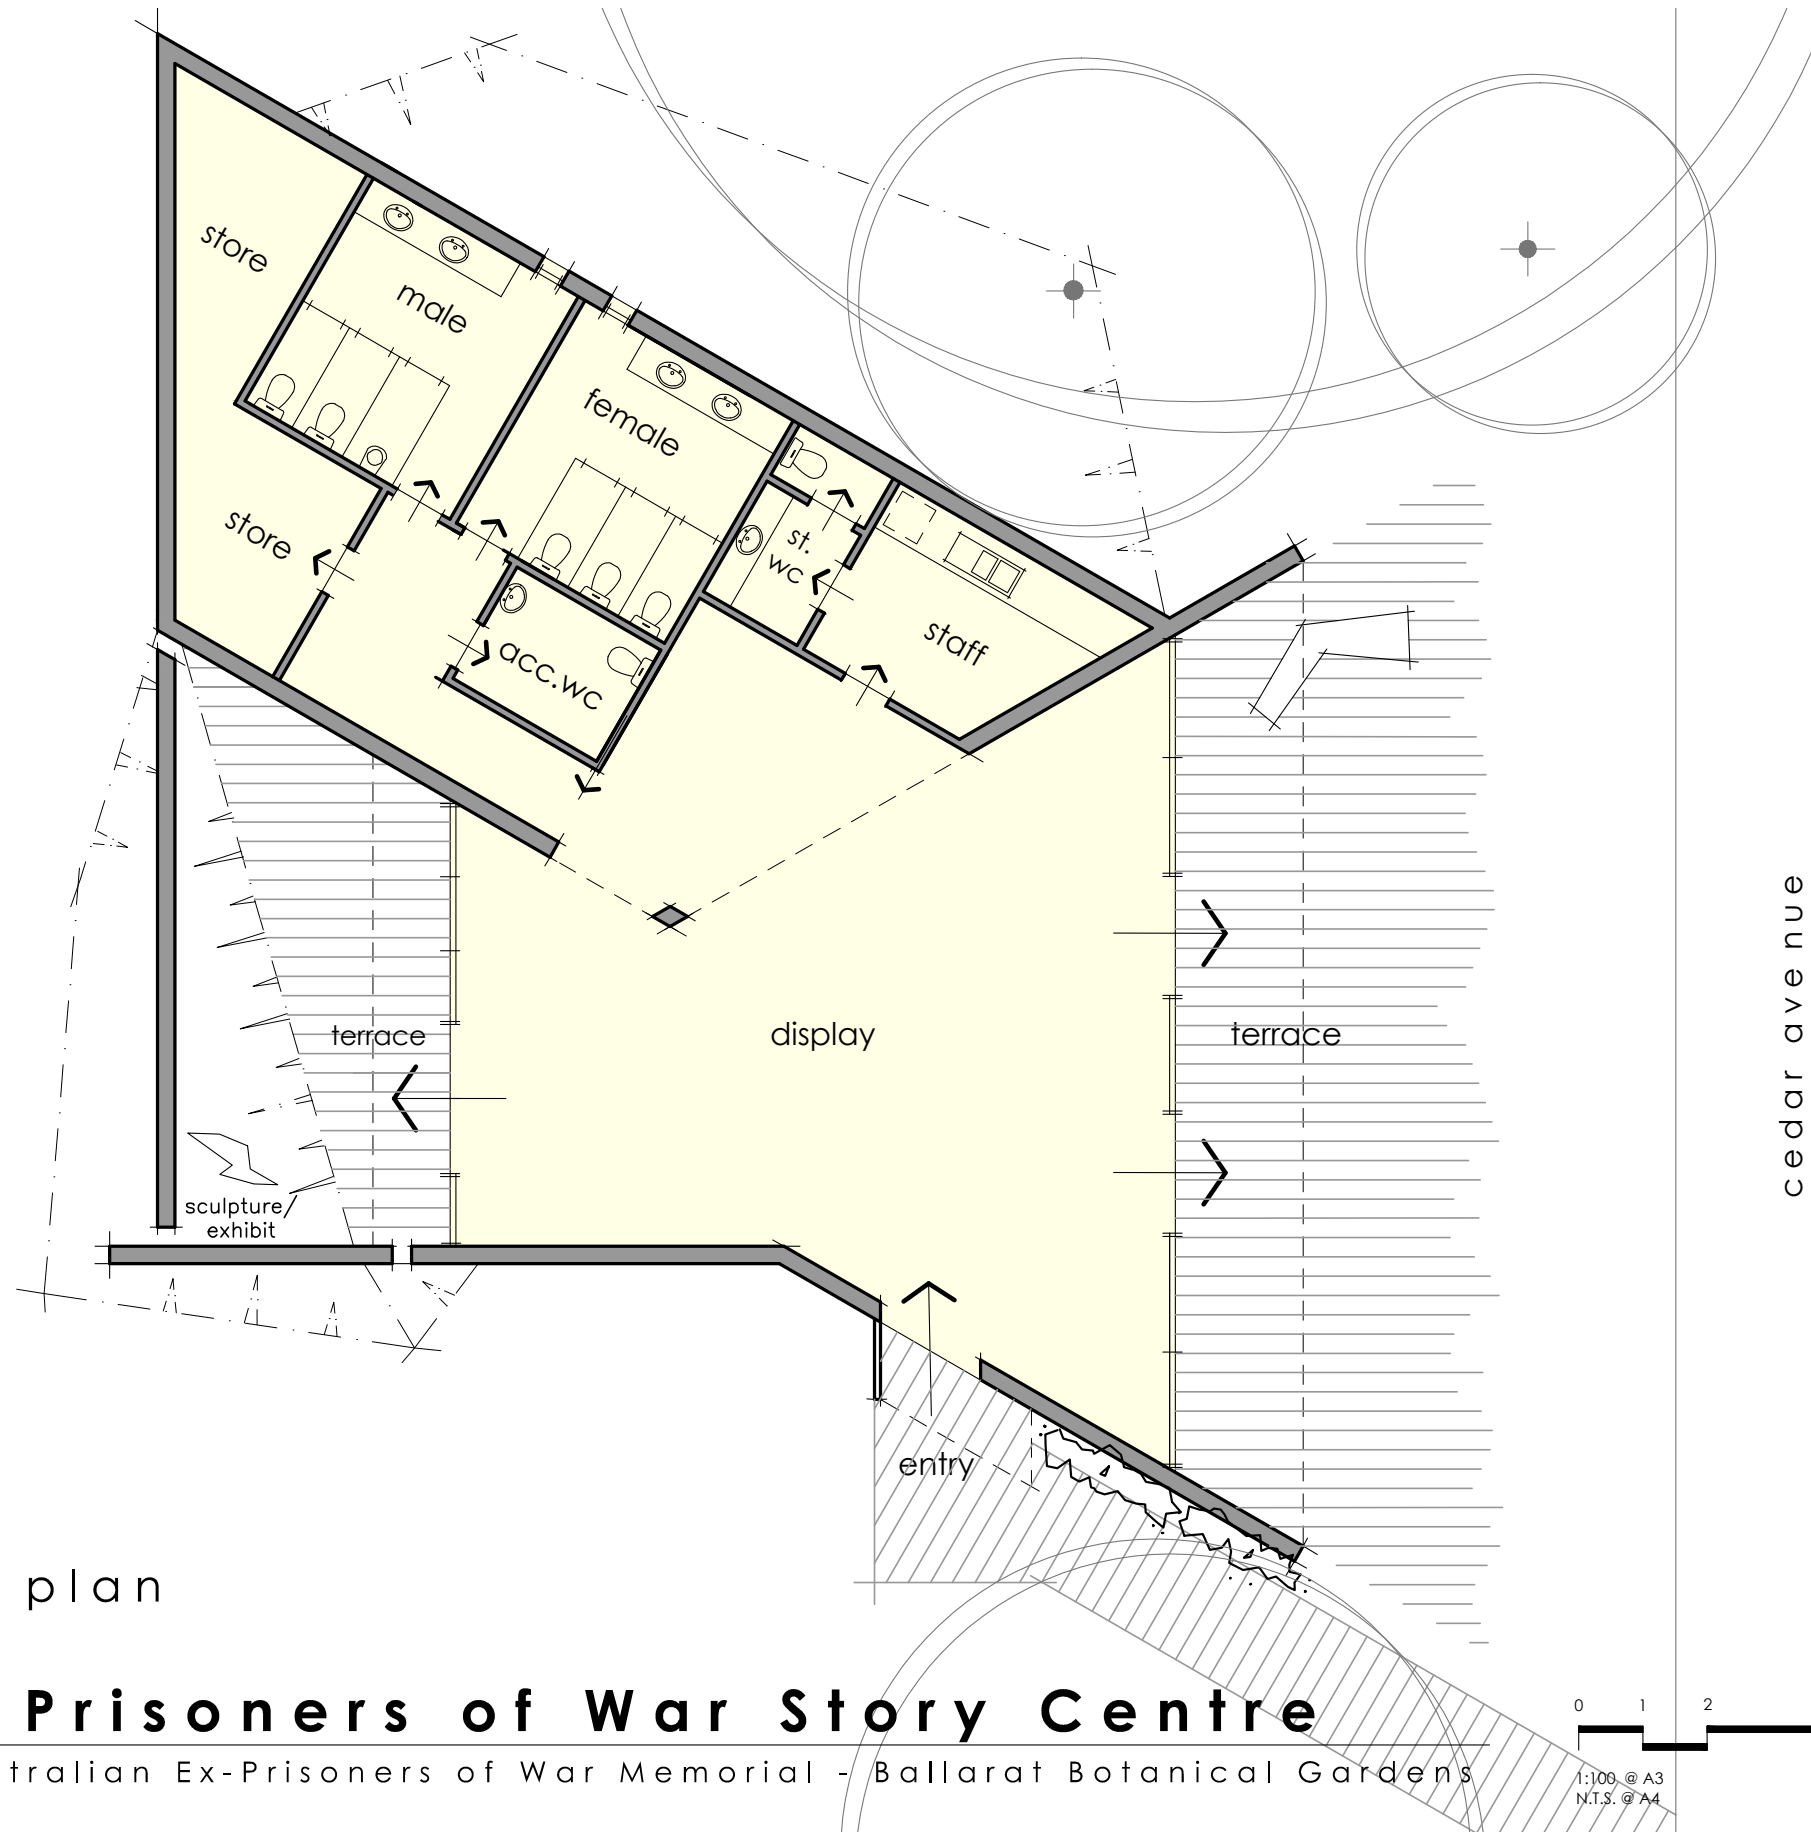 store
male
female
store
st.
wc
staff
acc.wc
terrace
display
terrace
cedar avenue
sculpture/
exhibit
entry
plan
Prisoners of War Story Centre
tralian Ex-Prisoners of War Memorial - Ballarat Botanical Gardens
0 1 2
1:100 @ A3
N.T.S. @ A4